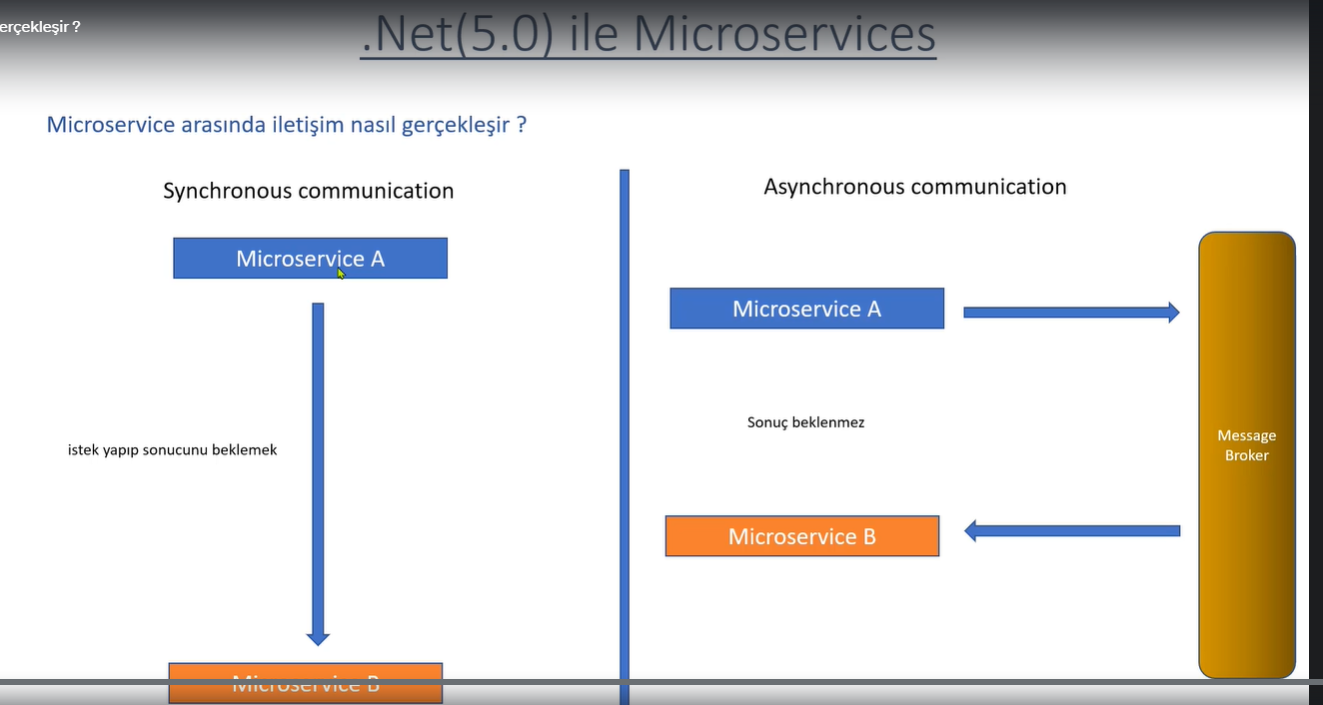 erçekleşir ?
.Net(5.0) ile Microservices
Microservice arasında iletişim nasıl gerçekleşir ?
Synchronous communication
Microservice A
istek yapıp sonucunu beklemek
Microservice B
Asynchronous communication
Microservice A
Sonuç beklenmez
Microservice B
Message
Broker